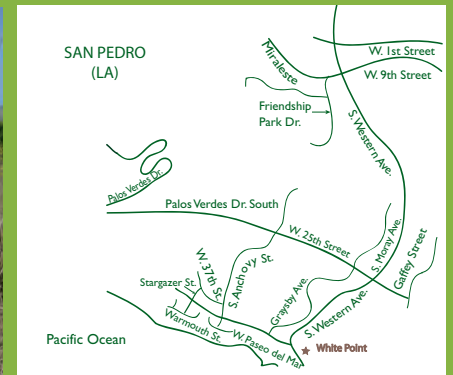 SAN PEDRO
(LA)
Miraleste
W. 1st Street
W. 9th Street
Friendship
Park Dr.
S. Western Ave.
Palos Verdes Dr.
Palos Verdes Dr. South
W. 25th Street
S. Moray Ave.
Gaffey Street
W. 37th St.
S. Anchovy St.
Stargazer St.
Graysby Ave.
Warmouth St.
W. Paseo del Mar
S. Western Ave.
Pacific Ocean
White Point